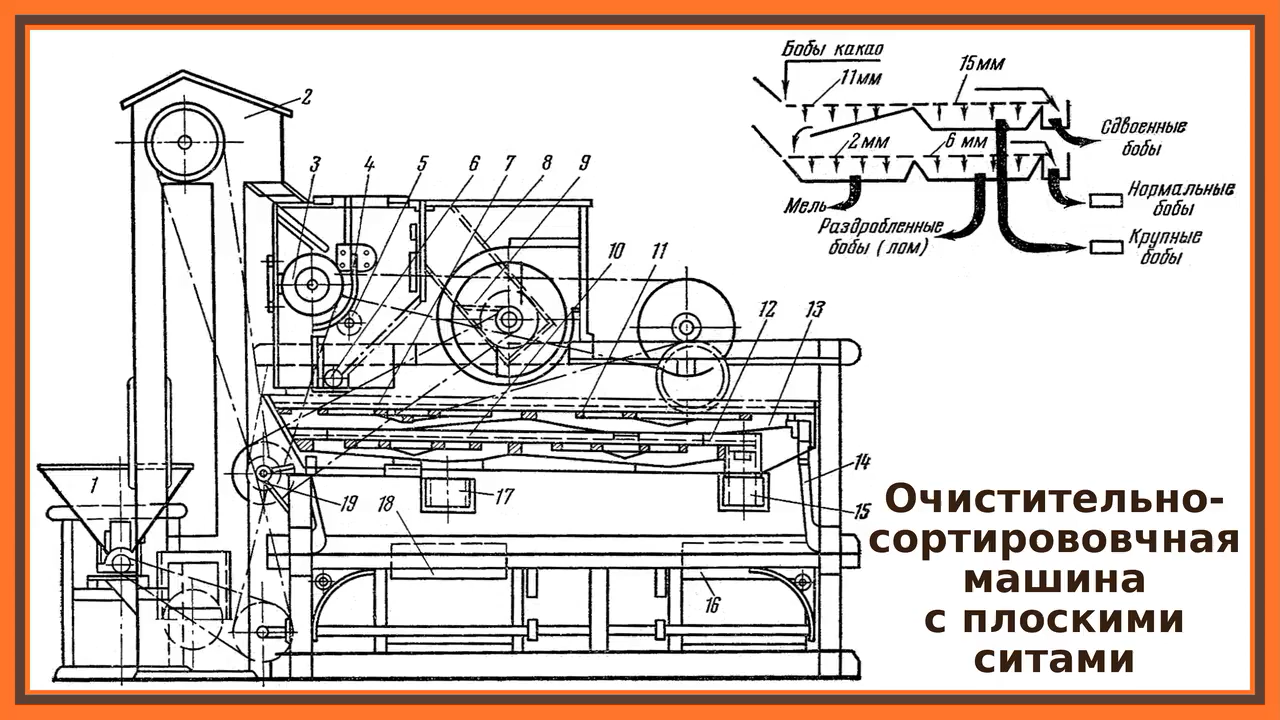 Бобы какао
11мм
15мм
Сдвоенные
бобы
2мм
6 мм
Мель
Раздробленные
бобы (лом)
Нормальные
бобы
Крупные
бобы
2
3 4 5 6 7 8 9
10 11
12 13
14
1
19 18 17 15
16
Очистительно-
сортирововчная
машина
с плоскими
ситами